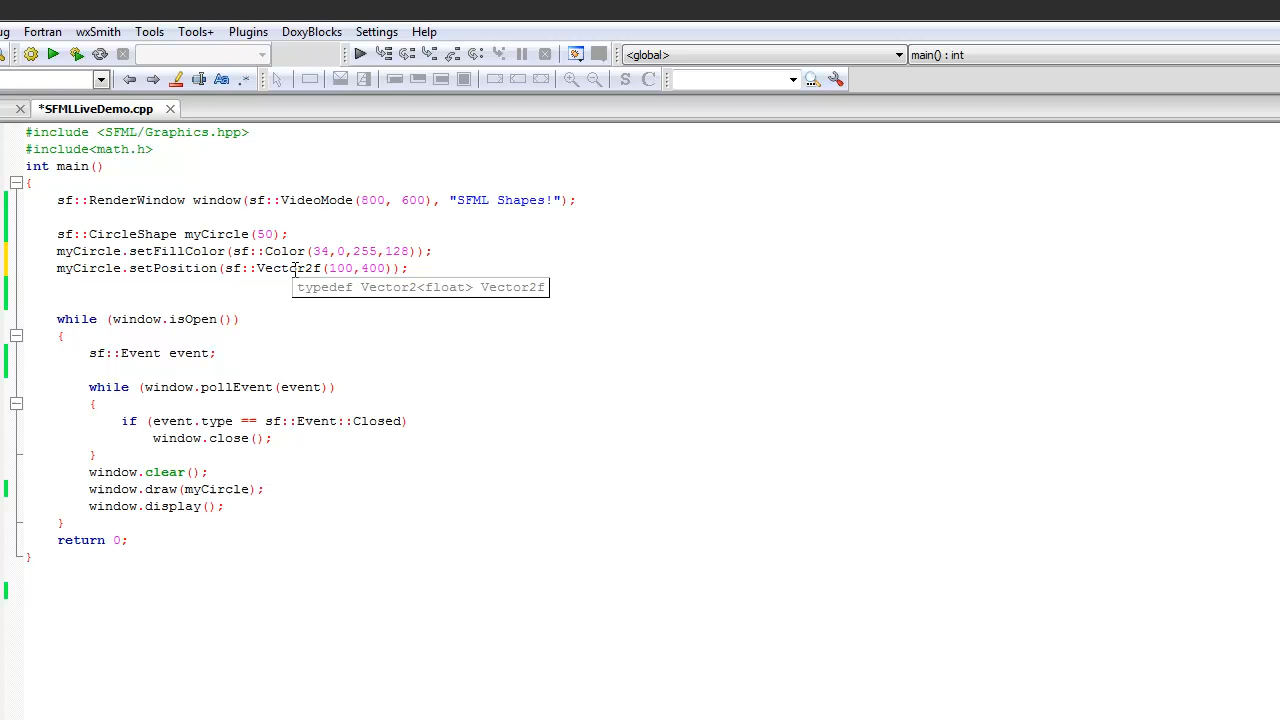 ug Fortran wxSmith Tools Tools+ Plugins DoxyBlocks Settings Help
<global> main() : int
Aa .* S C
*SFMLLiveDemo.cpp
#include <SFML/Graphics.hpp>
#include<math.h>
int main()
{
sf::RenderWindow window(sf::VideoMode(800, 600), "SFML Shapes!");
sf::CircleShape myCircle(50);
myCircle.setFillColor(sf::Color(34,0,255,128));
myCircle.setPosition(sf::Vector2f(100,400));
typedef Vector2<float> Vector2f
while (window.isOpen())
{
sf::Event event;
while (window.pollEvent(event))
{
if (event.type == sf::Event::Closed)
window.close();
}
window.clear();
window.draw(myCircle);
window.display();
}
return 0;
}